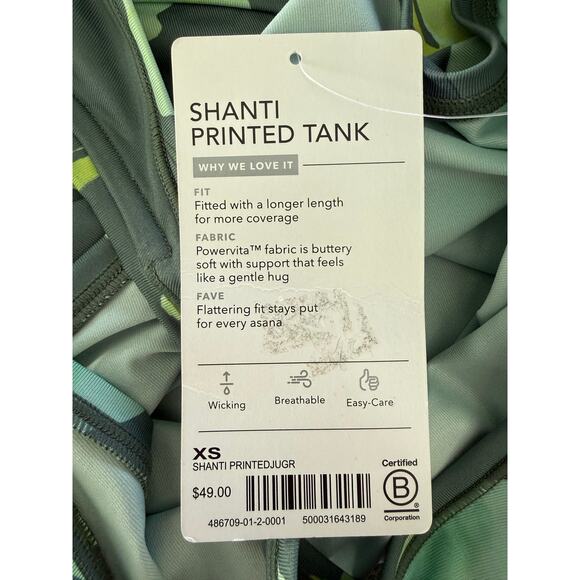 SHANTI
PRINTED TANK
WHY WE LOVE IT
FIT
Fitted with a longer length
for more coverage
FABRIC
Powervita™ fabric is buttery
soft with support that feels
like a gentle hug
FAVE
Flattering fit stays put
for every asana
Wicking Breathable Easy-Care
XS
SHANTI PRINTEDJUGR
$49.00
486709-01-2-0001 500031643189
Certified
B
Corporation